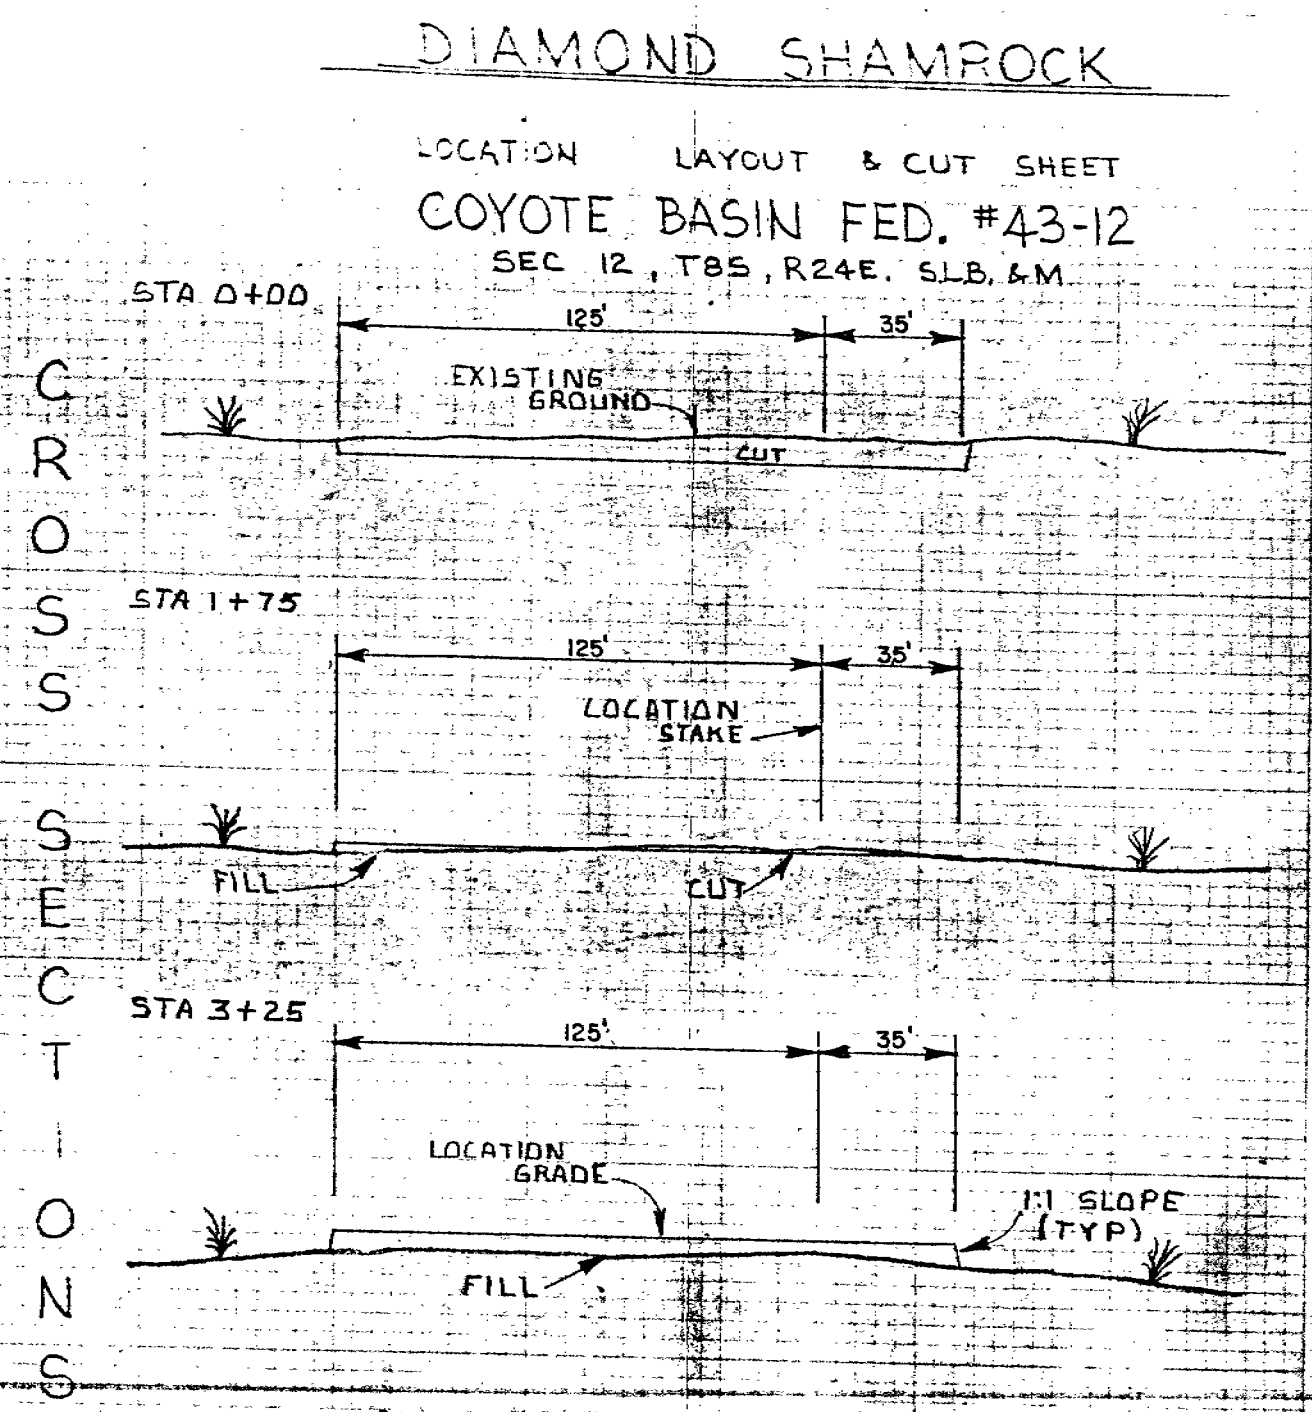 DIAMOND SHAMROCK
LOCATION LAYOUT & CUT SHEET
COYOTE BASIN FED. #43-12
SEC 12, T8S, R24E. S.L.B. & M.
CROSS SECTIONS
STA 0+00
125' 35'
EXISTING
GROUND
CUT
STA 1+75
125' 35'
LOCATION
STAKE
FILL
CUT
STA 3+25
125' 35'
LOCATION
GRADE
1:1 SLOPE
(TYP)
FILL